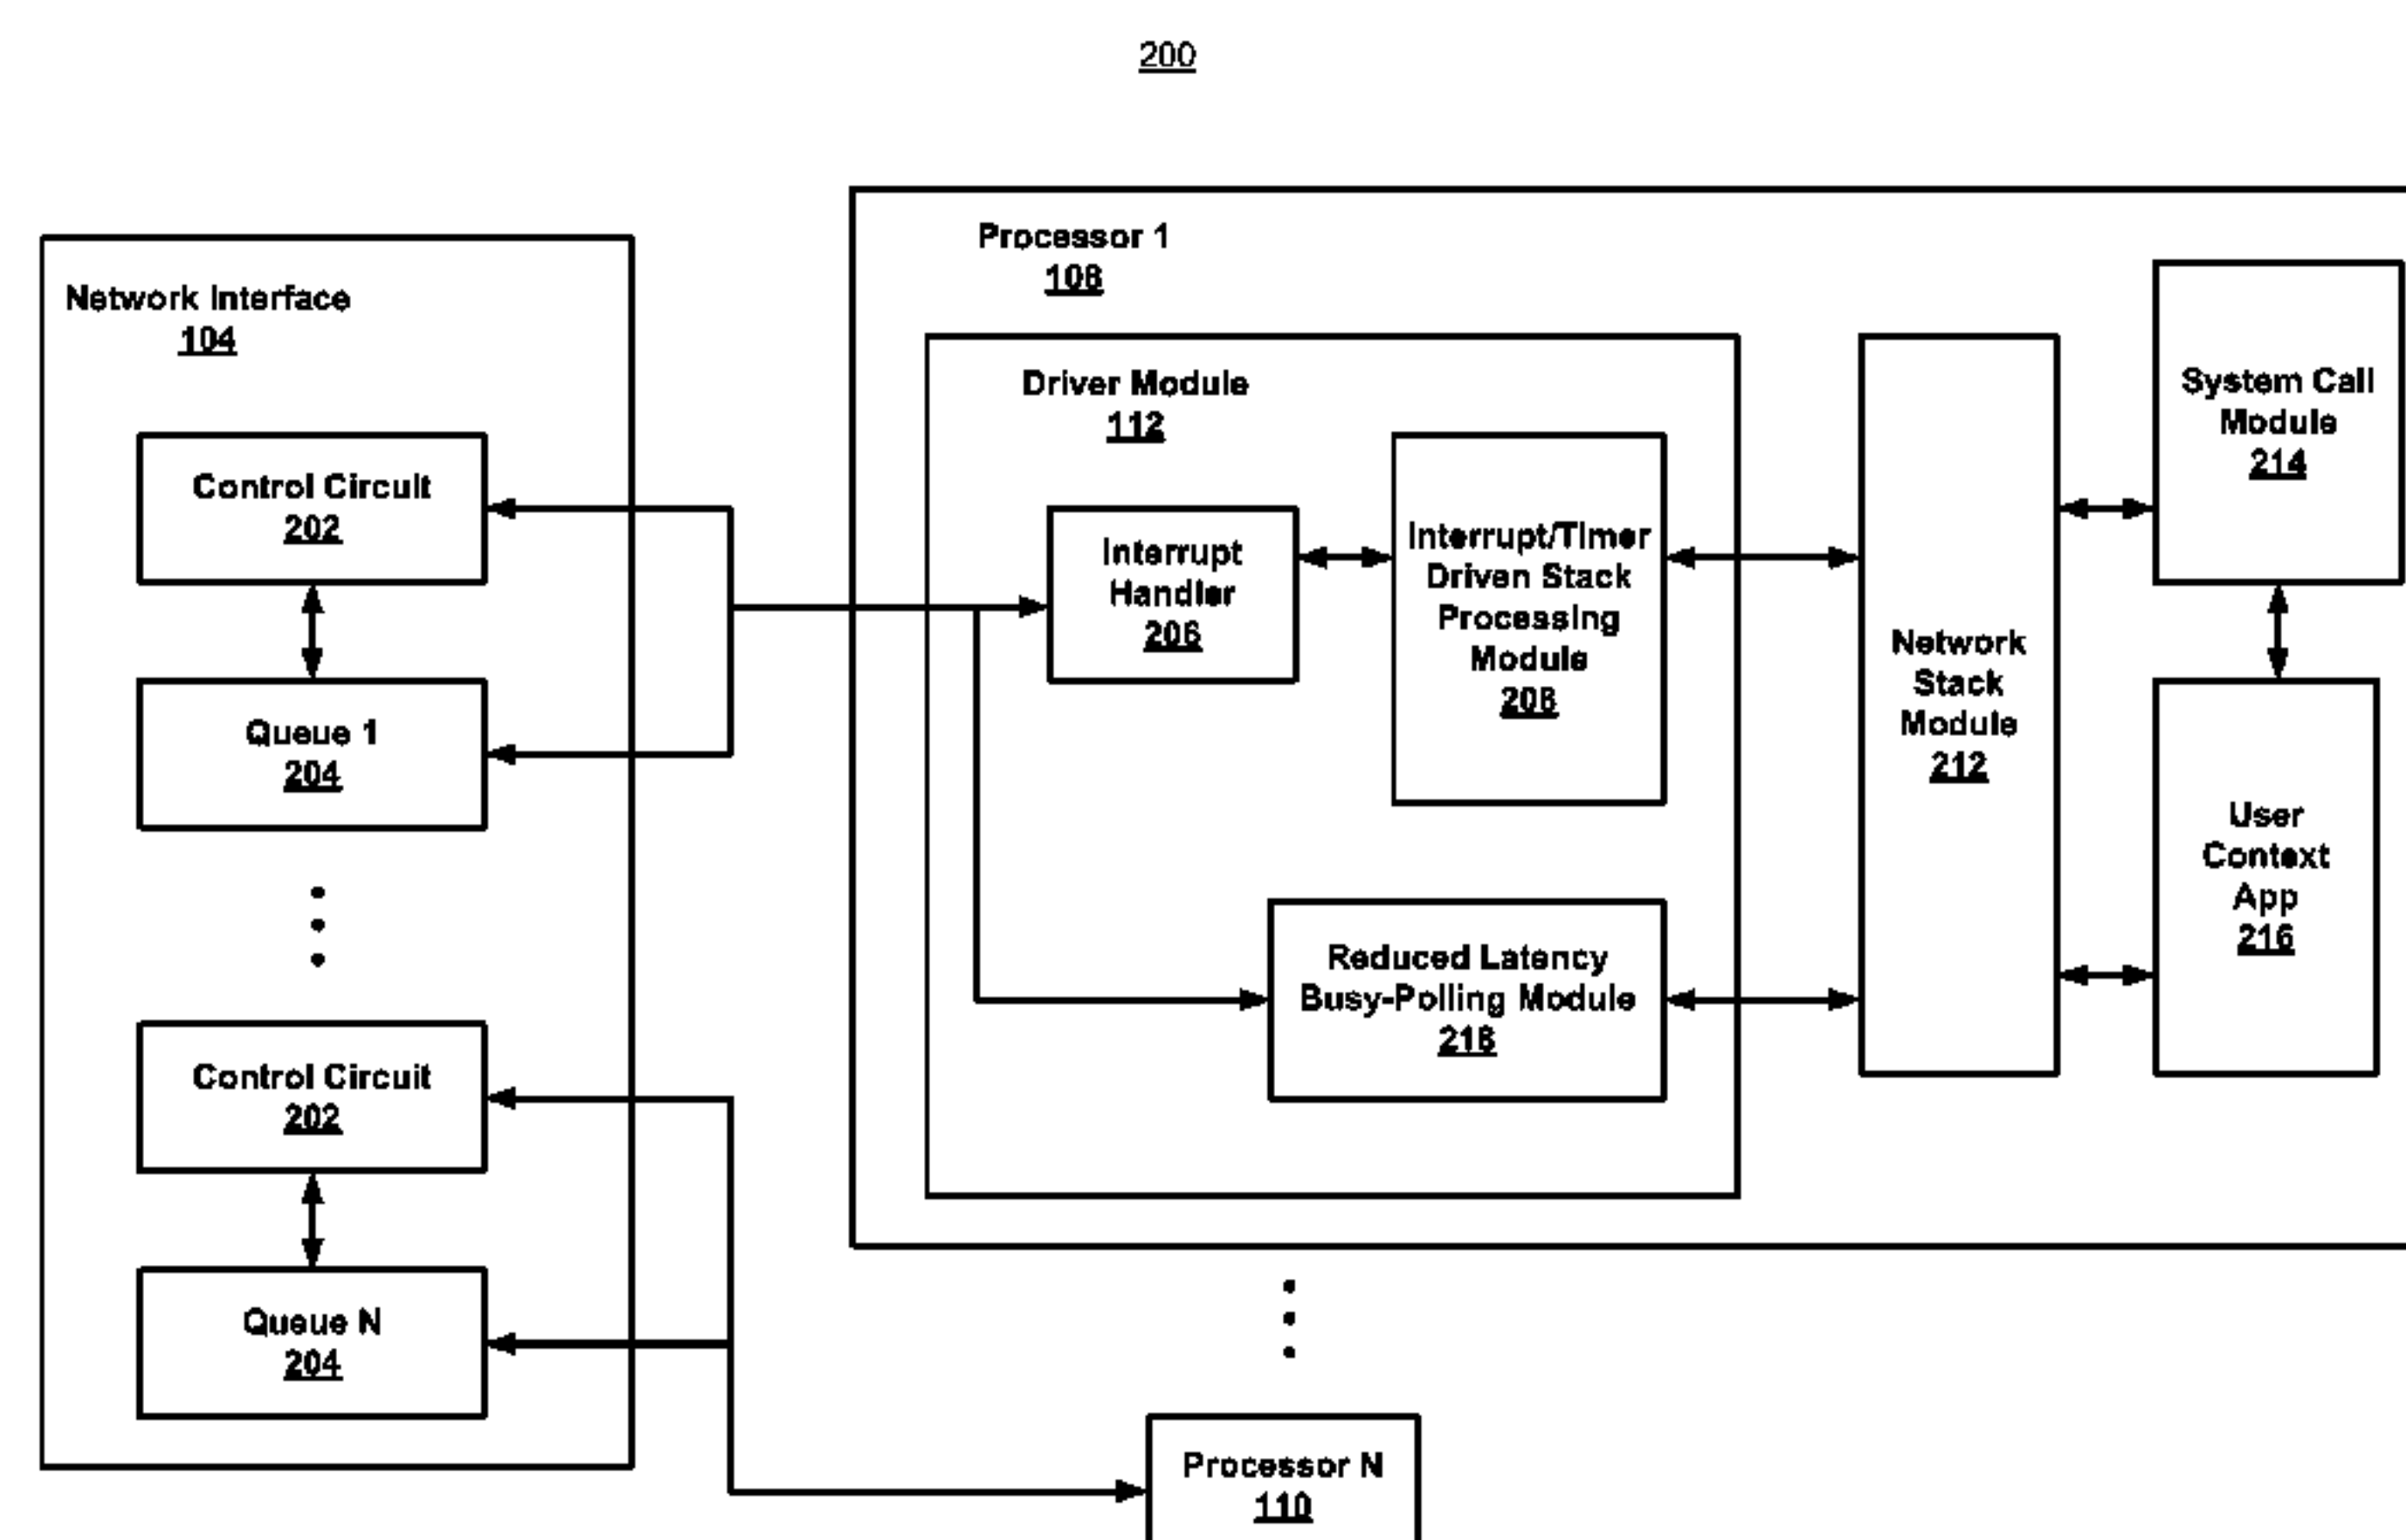 200
Network Interface
104
Control Circuit
202
Queue 1
204
Control Circuit
202
Queue N
204
Processor 1
108
Driver Module
112
Interrupt
Handler
206
Interrupt/Timer
Driven Stack
Processing
Module
208
Reduced Latency
Busy-Polling Module
218
Network
Stack
Module
212
System Call
Module
214
User
Context
App
216
Processor N
110